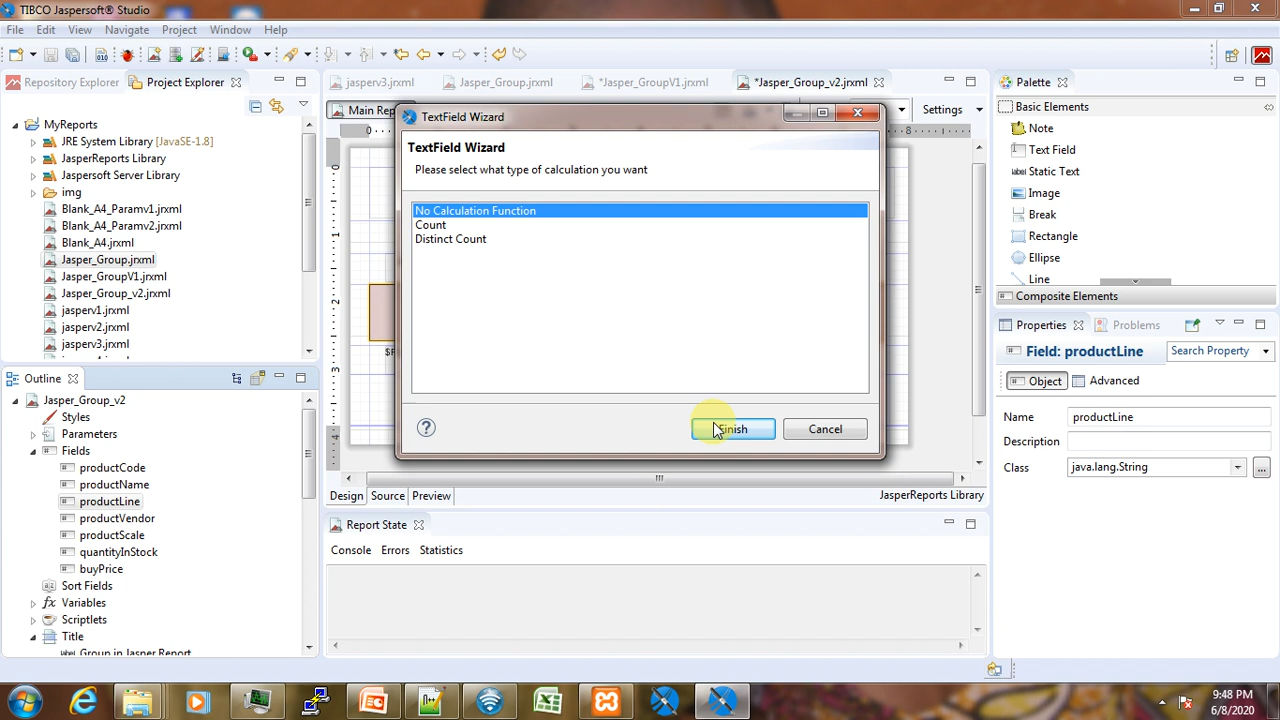 TIBCO Jaspersoft® Studio
File Edit View Navigate Project Window Help
Repository Explorer Project Explorer
jasperv3.jrxml Jasper_Group.jrxml *Jasper_GroupV1.jrxml *Jasper_Group_v2.jrxml
Palette
Main Rep
Settings
MyReports
JRE System Library [JavaSE-1.8]
JasperReports Library
Jaspersoft Server Library
img
Blank_A4_Paramv1.jrxml
Blank_A4_Paramv2.jrxml
Blank_A4.jrxml
Jasper_Group.jrxml
Jasper_GroupV1.jrxml
Jasper_Group_v2.jrxml
jasperv1.jrxml
jasperv2.jrxml
jasperv3.jrxml
Outline
Jasper_Group_v2
Styles
Parameters
Fields
productCode
productName
productLine
productVendor
productScale
quantityInStock
buyPrice
Sort Fields
Variables
Scriptlets
Title
Group in Jasper Report
TextField Wizard
TextField Wizard
Please select what type of calculation you want
No Calculation Function
Count
Distinct Count
Finish Cancel
Design Source Preview
JasperReports Library
Report State
Console Errors Statistics
Basic Elements
Note
Text Field
Static Text
Image
Break
Rectangle
Ellipse
Line
Composite Elements
Properties Problems
Field: productLine
Search Property
Object Advanced
Name productLine
Description
Class java.lang.String
9:48 PM
6/8/2020